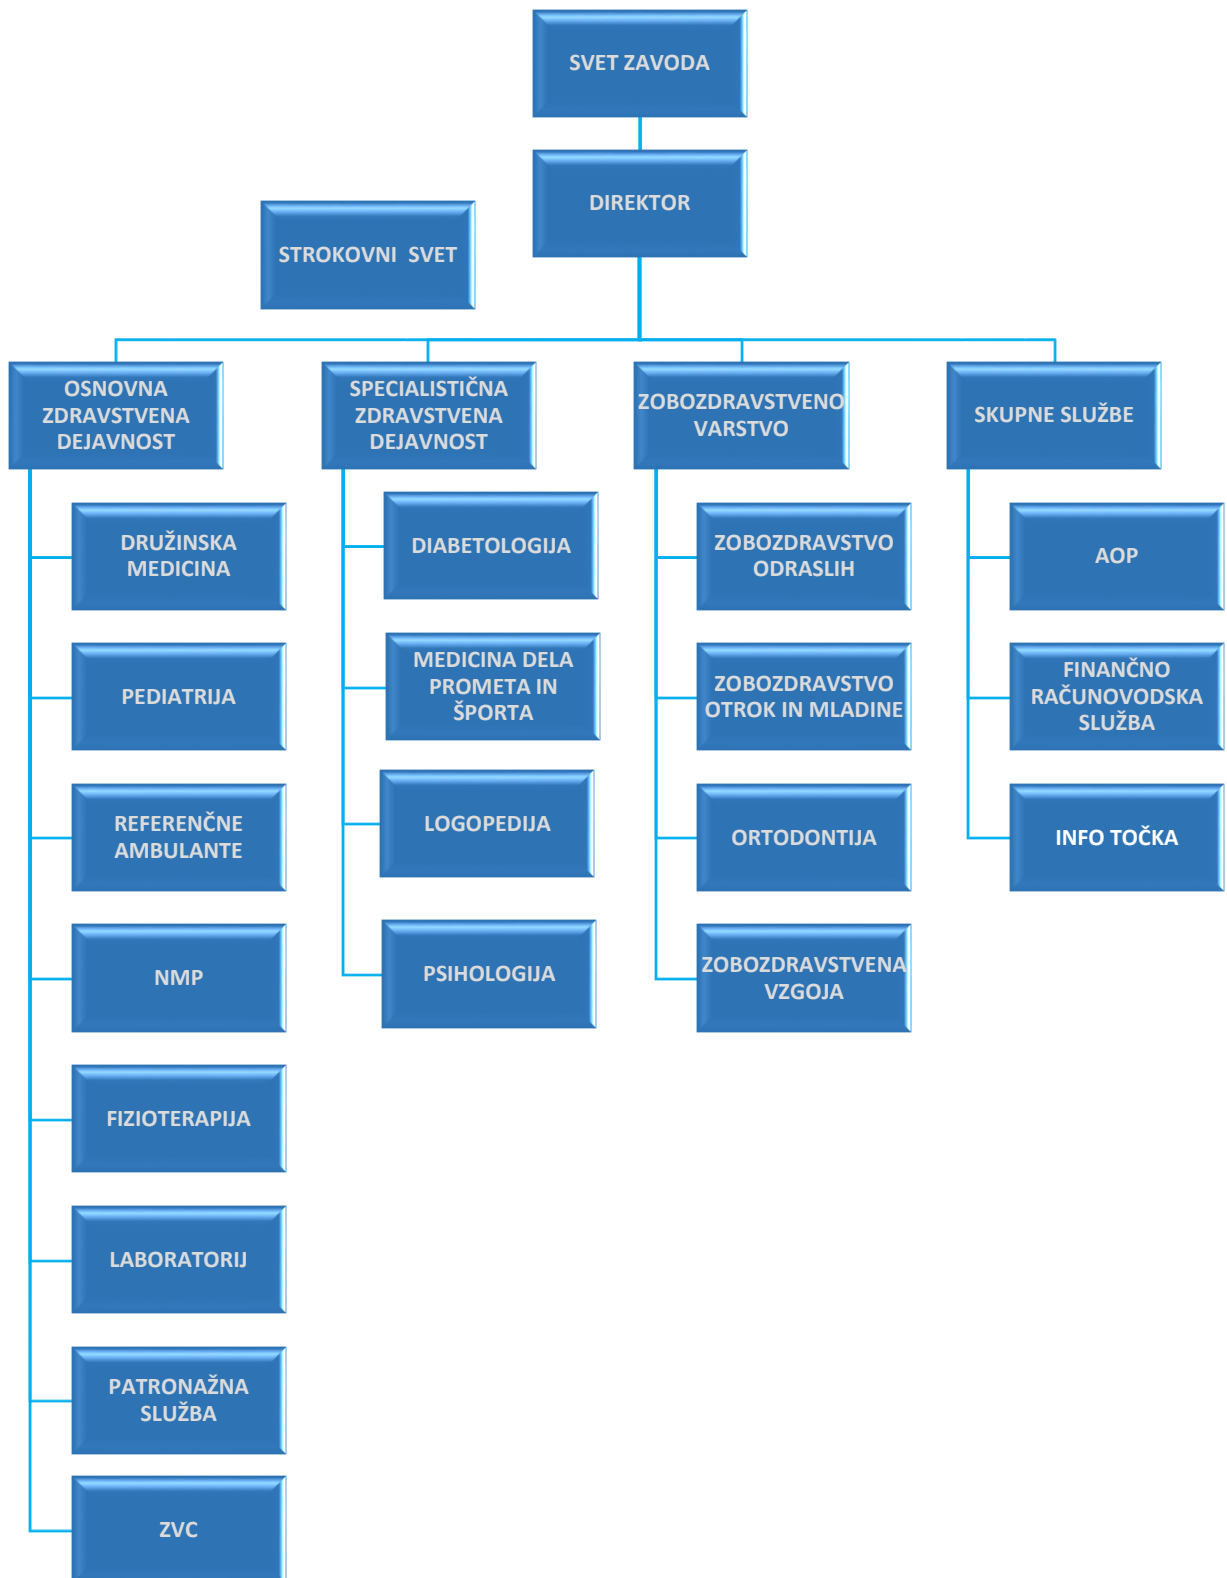 SVET ZAVODA
DIREKTOR
STROKOVNI SVET
OSNOVNA
ZDRAVSTVENA
DEJAVNOST
SPECIALISTIČNA
ZDRAVSTVENA
DEJAVNOST
ZOBOZDRAVSTVENO
VARSTVO
SKUPNE SLUŽBE
DRUŽINSKA
MEDICINA
PEDIATRIJA
REFERENČNE
AMBULANTE
NMP
FIZIOTERAPIJA
LABORATORIJ
PATRONAŽNA
SLUŽBA
ZVC
DIABETOLOGIJA
MEDICINA DELA
PROMETA IN
ŠPORTA
LOGOPEDIJA
PSIHOLOGIJA
ZOBOZDRAVSTVO
ODRASLIH
ZOBOZDRAVSTVO
OTROK IN MLADINE
ORTODONTIJA
ZOBOZDRAVSTVENA
VZGOJA
AOP
FINANČNO
RAČUNOVODSKA
SLUŽBA
INFO TOČKA